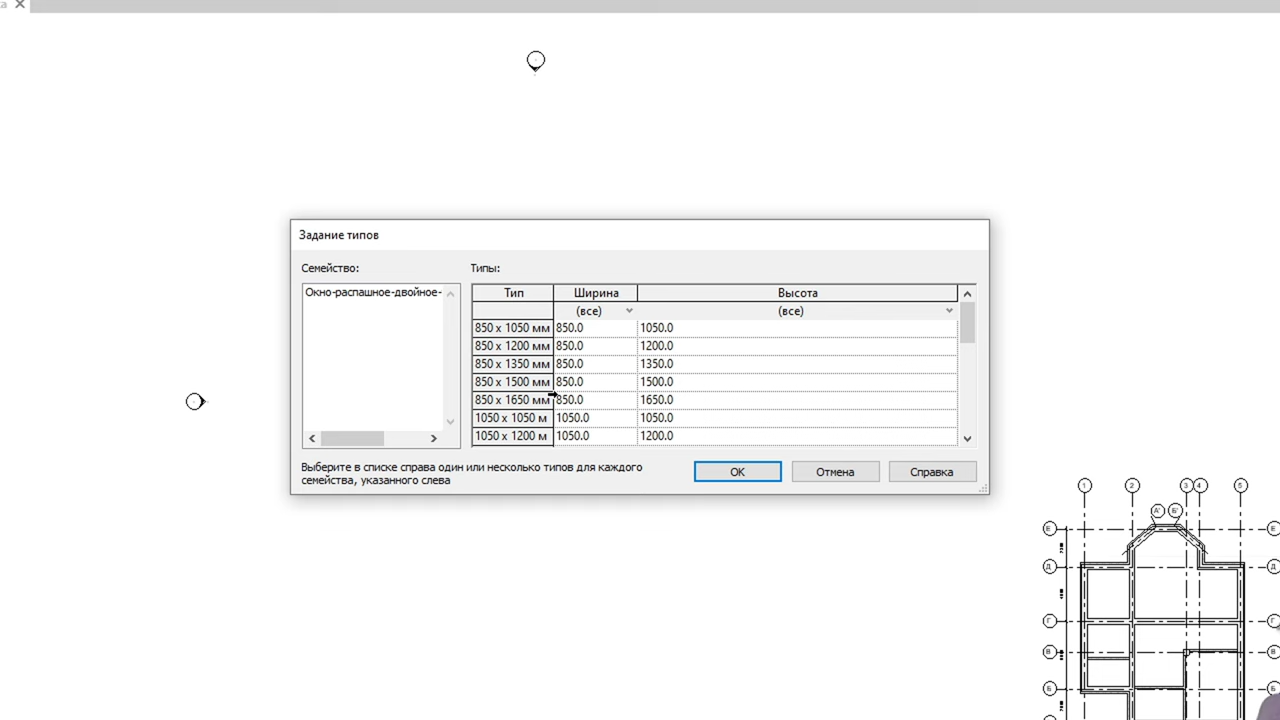 а
Задание типов
Семейство:
Типы:
Окно-распашное-двойное-
Тип Ширина Высота
(все) (все)
850 x 1050 мм 850.0 1050.0
850 x 1200 мм 850.0 1200.0
850 x 1350 мм 850.0 1350.0
850 x 1500 мм 850.0 1500.0
850 x 1650 мм 850.0 1650.0
1050 x 1050 м 1050.0 1050.0
1050 x 1200 м 1050.0 1200.0
Выберите в списке справа один или несколько типов для каждого
семейства, указанного слева
ОК Отмена Справка
1 2 3 4 5
А' Б'
Е Е
Д Д
Г Г
В В
Б Б